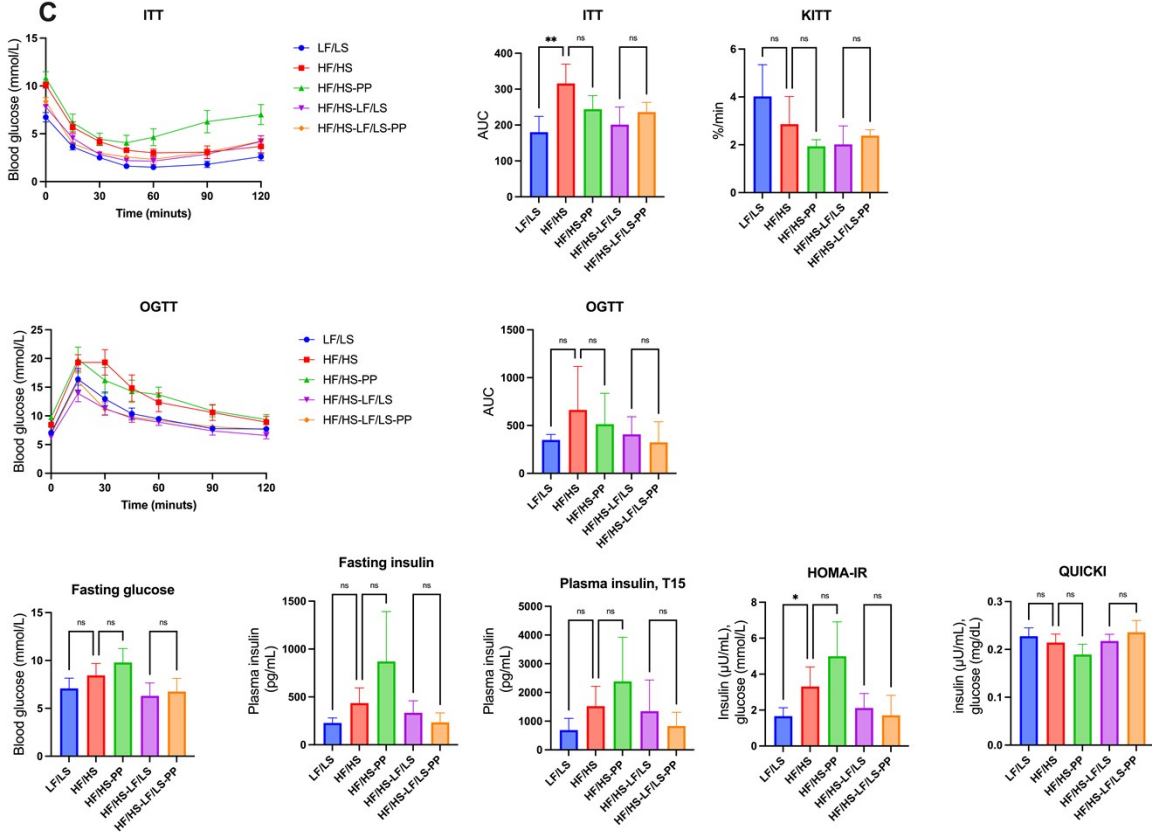 C
ITT
Blood glucose (mmol/L)
15
10
5
0
0
30
60
90
120
Time (minuts)
LF/LS
HF/HS
HF/HS-PP
HF/HS-LF/LS
HF/HS-LF/LS-PP
ITT
AUC
400
300
200
100
0
**
ns
ns
LF/LS
HF/HS
HF/HS-PP
HF/HS-LF/LS
HF/HS-LF/LS-PP
KITT
%/min
6
4
2
0
ns
ns
ns
LF/LS
HF/HS
HF/HS-PP
HF/HS-LF/LS
HF/HS-LF/LS-PP
OGTT
Blood glucose (mmol/L)
25
20
15
10
5
0
0
30
60
90
120
Time (minuts)
LF/LS
HF/HS
HF/HS-PP
HF/HS-LF/LS
HF/HS-LF/LS-PP
OGTT
AUC
1500
1000
500
0
ns
ns
ns
LF/LS
HF/HS
HF/HS-PP
HF/HS-LF/LS
HF/HS-LF/LS-PP
Fasting glucose
Blood glucose (mmol/L)
20
15
10
5
0
ns
ns
ns
LF/LS
HF/HS
HF/HS-PP
HF/HS-LF/LS
HF/HS-LF/LS-PP
Fasting insulin
Plasma insulin
(pg/mL)
1500
1000
500
0
ns
ns
ns
LF/LS
HF/HS
HF/HS-PP
HF/HS-LF/LS
HF/HS-LF/LS-PP
Plasma insulin, T15
Plasma insulin
(pg/mL)
5000
4000
3000
2000
1000
0
ns
ns
ns
LF/LS
HF/HS
HF/HS-PP
HF/HS-LF/LS
HF/HS-LF/LS-PP
HOMA-IR
Insulin (µU/mL),
glucose (mmol/L)
8
6
4
2
0
*
ns
ns
LF/LS
HF/HS
HF/HS-PP
HF/HS-LF/LS
HF/HS-LF/LS-PP
QUICKI
insulin (µU/mL),
glucose (mg/dL)
0.3
0.2
0.1
0.0
ns
ns
ns
LF/LS
HF/HS
HF/HS-PP
HF/HS-LF/LS
HF/HS-LF/LS-PP